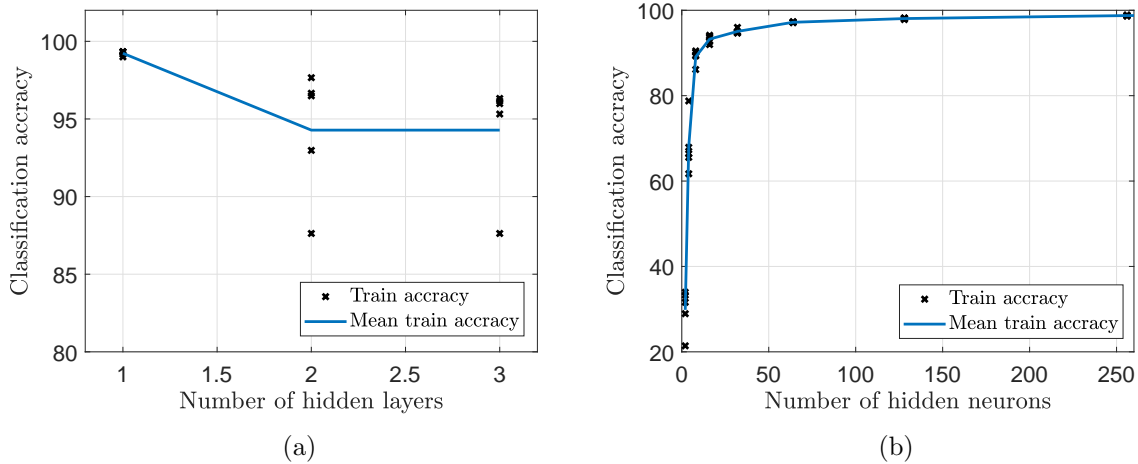 100
95
90
85
80
1
1.5
2
2.5
3
Classification accracy
Number of hidden layers
Train accracy
Mean train accracy
(a)
100
80
60
40
20
0
50
100
150
200
250
Classification accracy
Number of hidden neurons
Train accracy
Mean train accracy
(b)